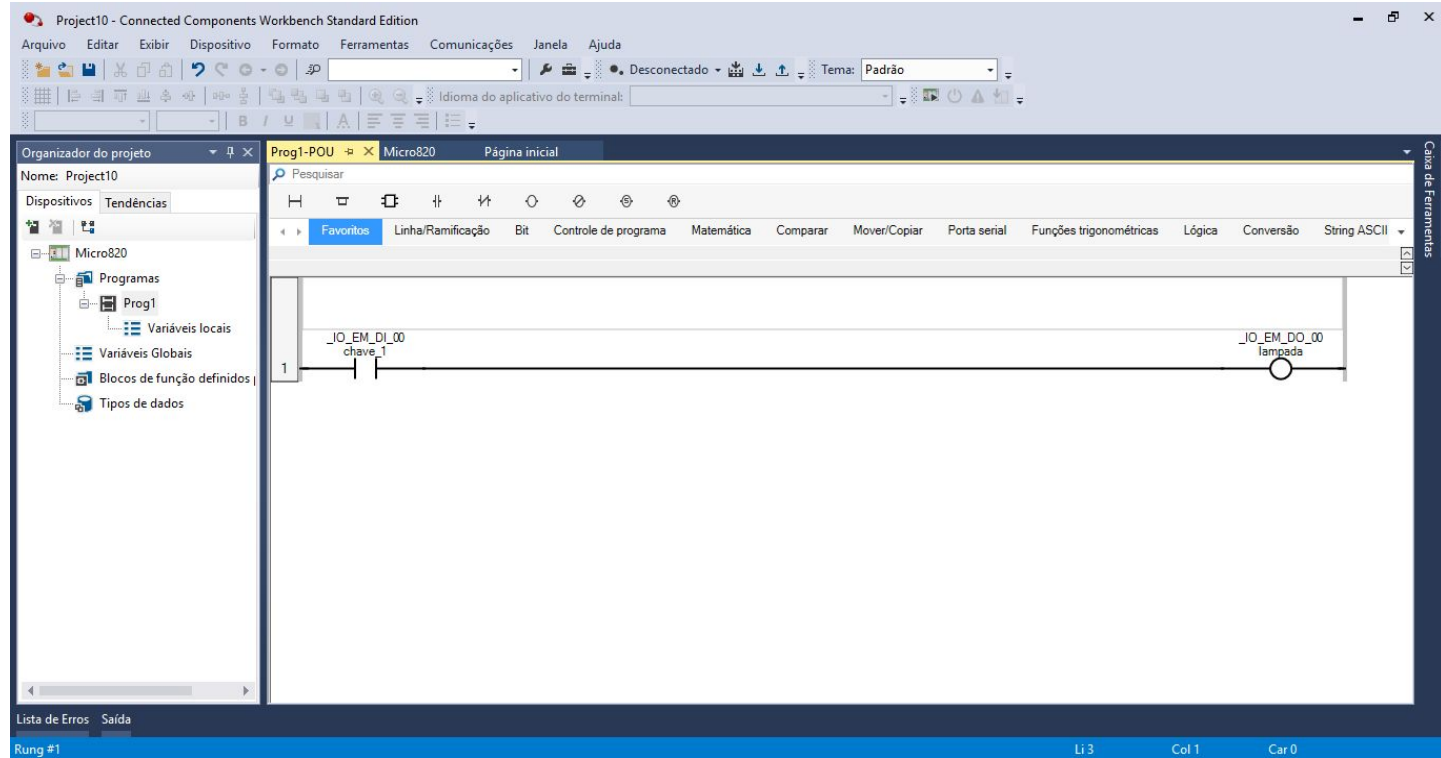 Project10 - Connected Components Workbench Standard Edition
Arquivo Editar Exibir Dispositivo Formato Ferramentas Comunicações Janela Ajuda
Desconectado Tema: Padrão
Idioma do aplicativo do terminal:
B I U A
Organizador do projeto
Nome: Project10
Dispositivos Tendências
Micro820
Programas
Prog1
Variáveis locais
Variáveis Globais
Blocos de função definidos
Tipos de dados
Prog1-POU Micro820 Página inicial
Pesquisar
S R
Favoritos Linha/Ramificação Bit Controle de programa Matemática Comparar Mover/Copiar Porta serial Funções trigonométricas Lógica Conversão String ASCII
_IO_EM_DI_00
chave_1
_IO_EM_DO_00
lampada
1
Caixa de Ferramentas
Lista de Erros Saída
Rung #1 Li 3 Col 1 Car 0